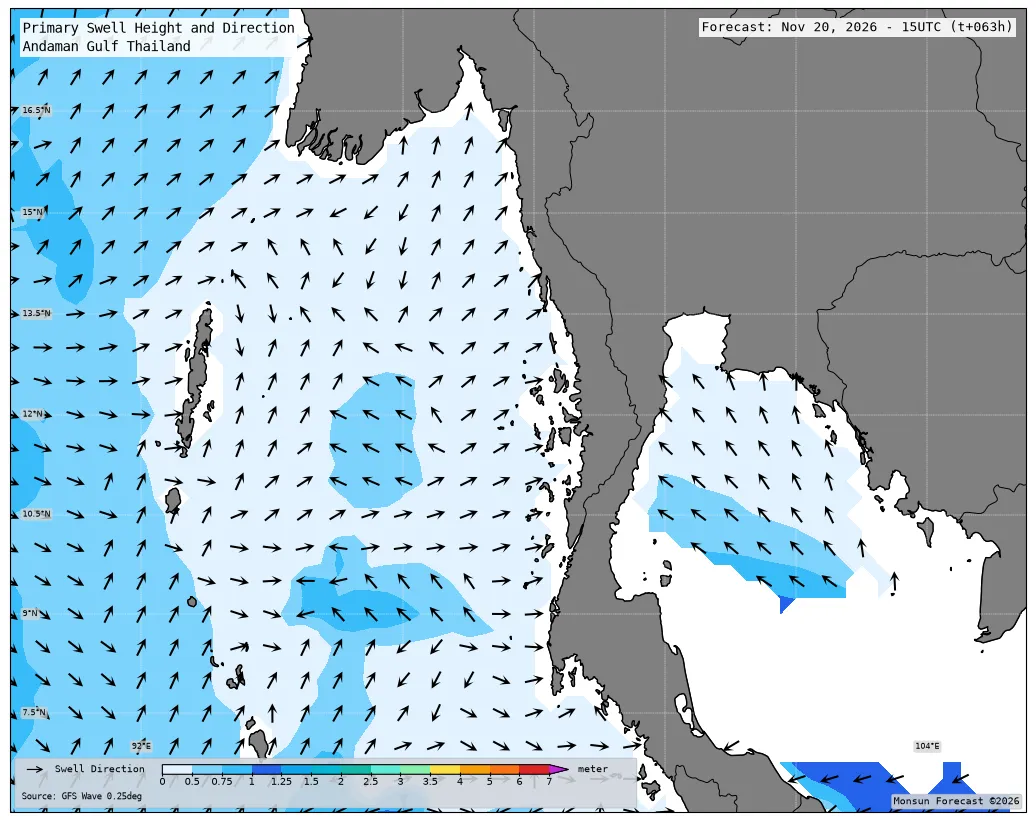 Primary Swell Height and Direction
Andaman Gulf Thailand
Forecast: Nov 20, 2026 - 15UTC (t+063h)
16.5°N
15°N
13.5°N
12°N
10.5°N
9°N
7.5°N
92°E
104°E
Swell Direction
0 0.5 0.75 1 1.25 1.5 2 2.5 3 3.5 4 5 6 7
meter
Source: GFS Wave 0.25deg
Monsun Forecast ©2026